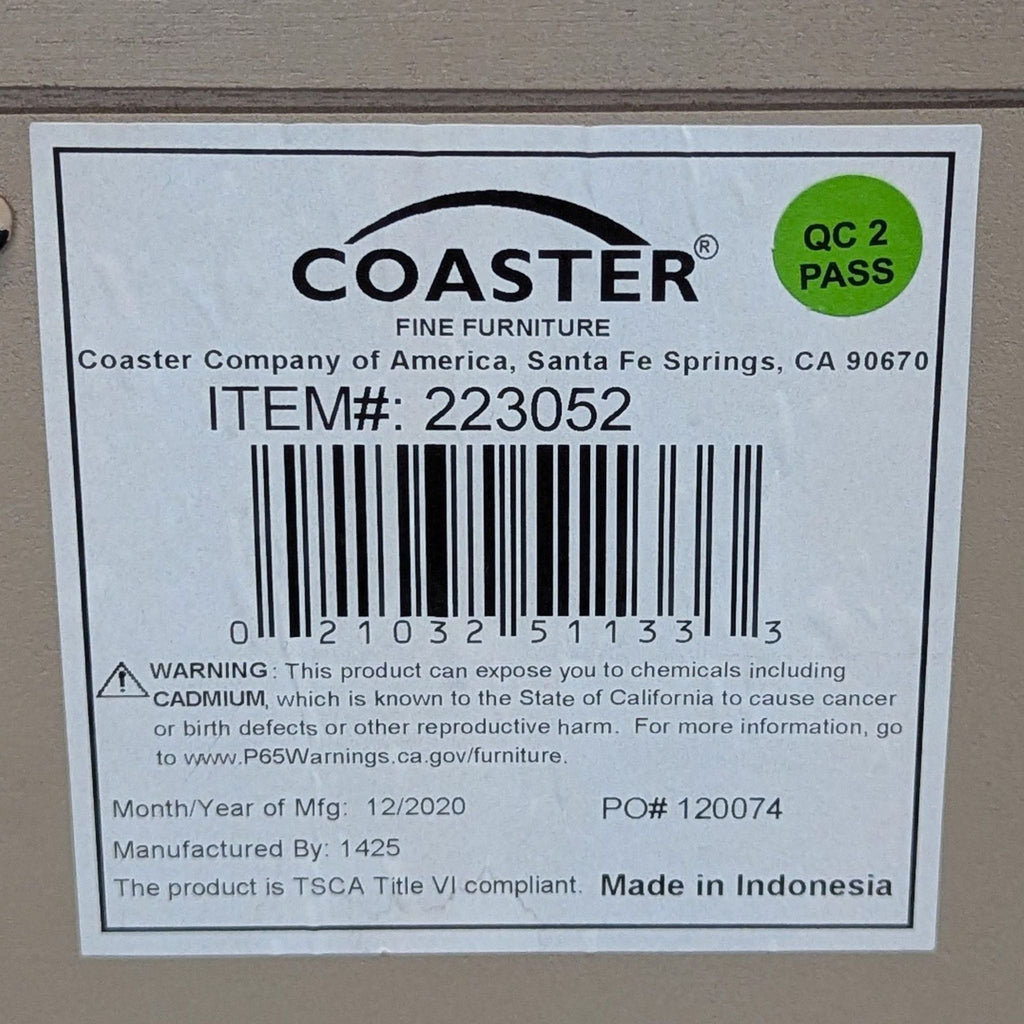 COASTER®
QC 2
PASS
FINE FURNITURE
Coaster Company of America, Santa Fe Springs, CA 90670
ITEM#: 223052
0 21032 51133 3
WARNING: This product can expose you to chemicals including
CADMIUM, which is known to the State of California to cause cancer
or birth defects or other reproductive harm. For more information, go
to www.P65Warnings.ca.gov/furniture.
Month/Year of Mfg: 12/2020 PO# 120074
Manufactured By: 1425
The product is TSCA Title VI compliant. Made in Indonesia